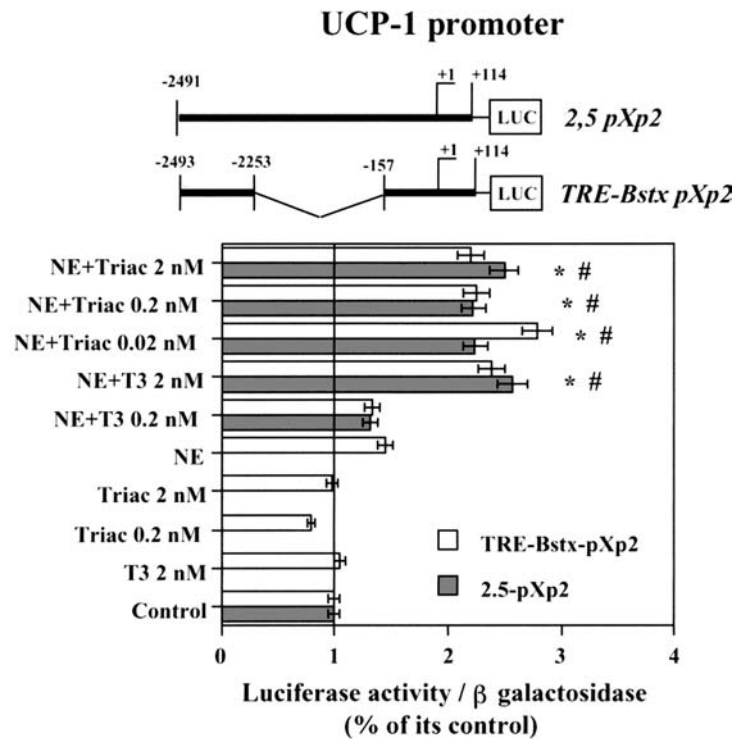 UCP-1 promoter
-2491
+1
+114
LUC
2,5 pXp2
-2493
-2253
-157
+1
+114
LUC
TRE-Bstx pXp2
NE+Triac 2 nM
* #
NE+Triac 0.2 nM
* #
NE+Triac 0.02 nM
* #
NE+T3 2 nM
* #
NE+T3 0.2 nM
NE
Triac 2 nM
Triac 0.2 nM
T3 2 nM
Control
TRE-Bstx-pXp2
2.5-pXp2
0 1 2 3 4
Luciferase activity / β galactosidase
(% of its control)